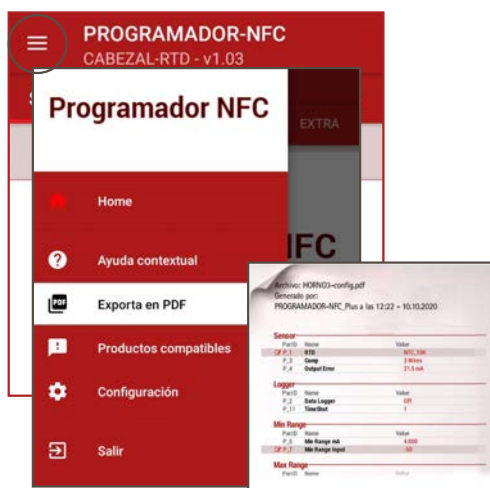 PROGRAMADOR-NFC
CABEZAL-RTD - v1.03
Programador NFC
EXTRA
Home
Ayuda contextual
Exporta en PDF
Productos compatibles
Configuración
Salir
Archivo: HORNO3-config.pdf
Generado por:
PROGRAMADOR-NFC_Plus a las 12:22 - 10.10.2020
Sensor
ParID Name Value
P_1 RTD NTC_10K
P_3 Comp 3 Wires
P_4 Output Error 21.5 mA
Logger
ParID Name Value
P_2 Data Logger Off
P_11 TimeShot 1
Min Range
ParID Name Value
P_6 Min Range mA 4.000
P_7 Min Range Input -50
Max Range
ParID Name Value